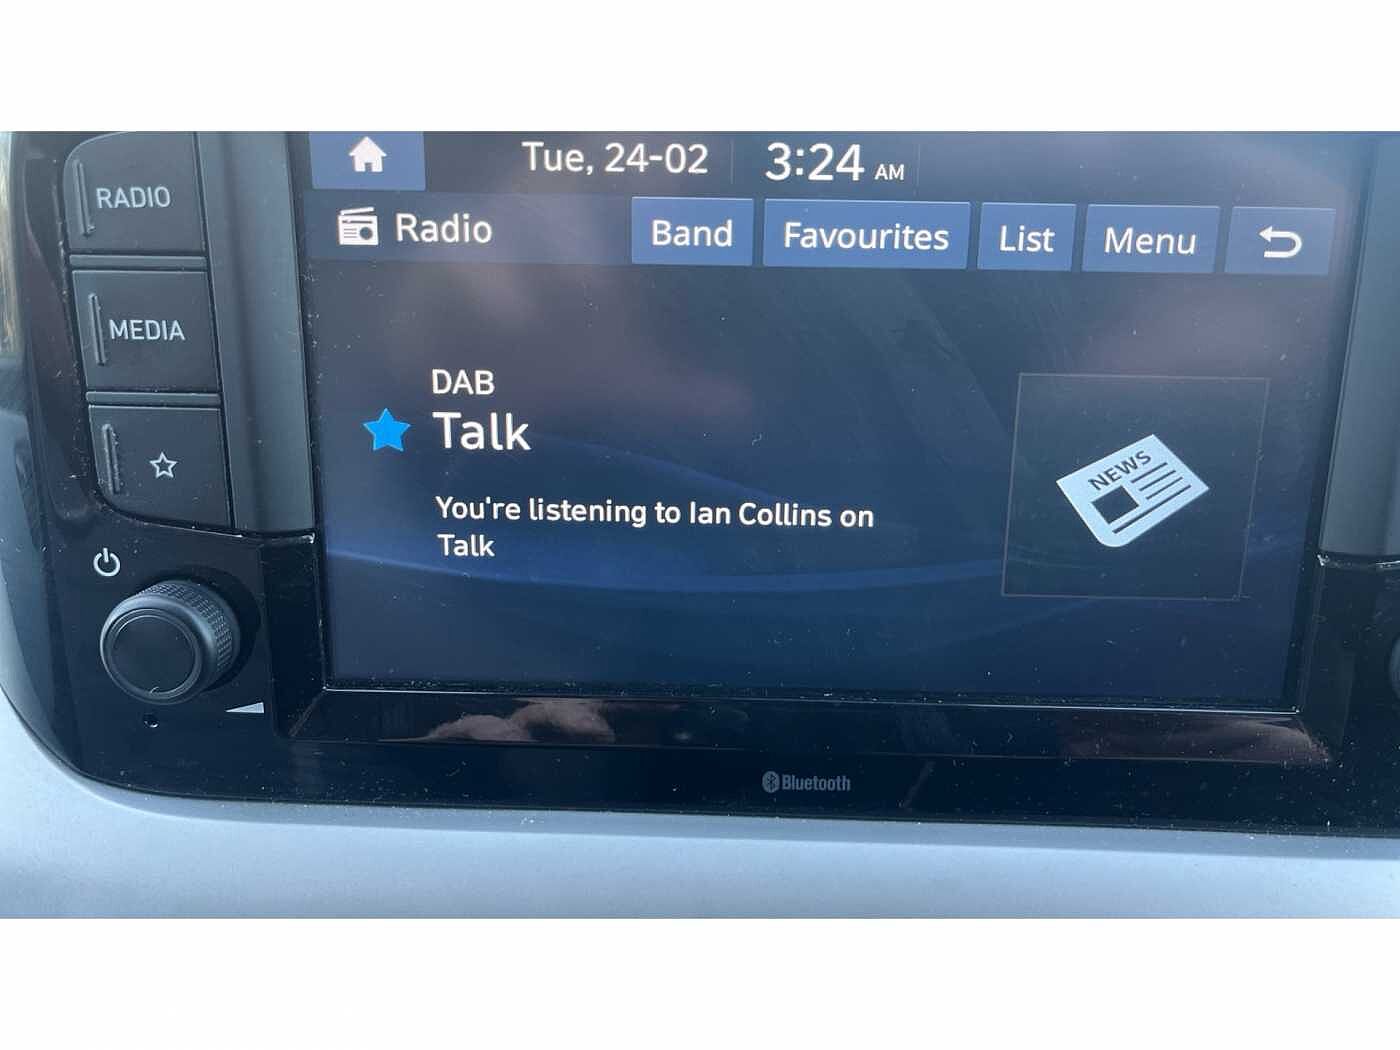 RADIO
MEDIA
Tue, 24-02
3:24 AM
Radio
Band
Favourites
List
Menu
DAB
Talk
You're listening to Ian Collins on
Talk
NEWS
Bluetooth